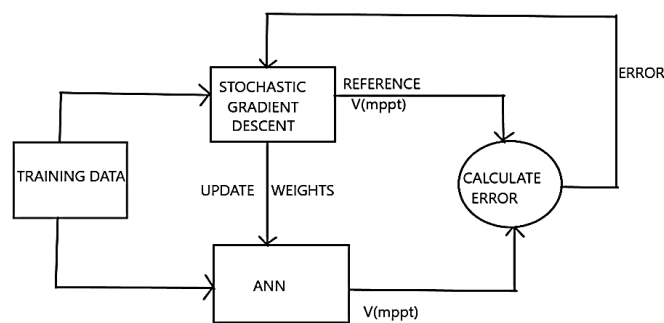 STOCHASTIC
GRADIENT
DESCENT
REFERENCE
V(mppt)
ERROR
TRAINING DATA
UPDATE WEIGHTS
CALCULATE
ERROR
ANN
V(mppt)